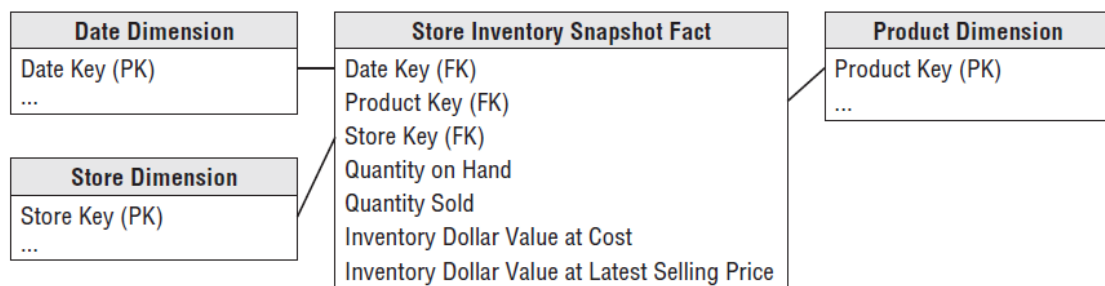 Date Dimension
Date Key (PK)
...
Store Dimension
Store Key (PK)
...
Store Inventory Snapshot Fact
Date Key (FK)
Product Key (FK)
Store Key (FK)
Quantity on Hand
Quantity Sold
Inventory Dollar Value at Cost
Inventory Dollar Value at Latest Selling Price
Product Dimension
Product Key (PK)
...